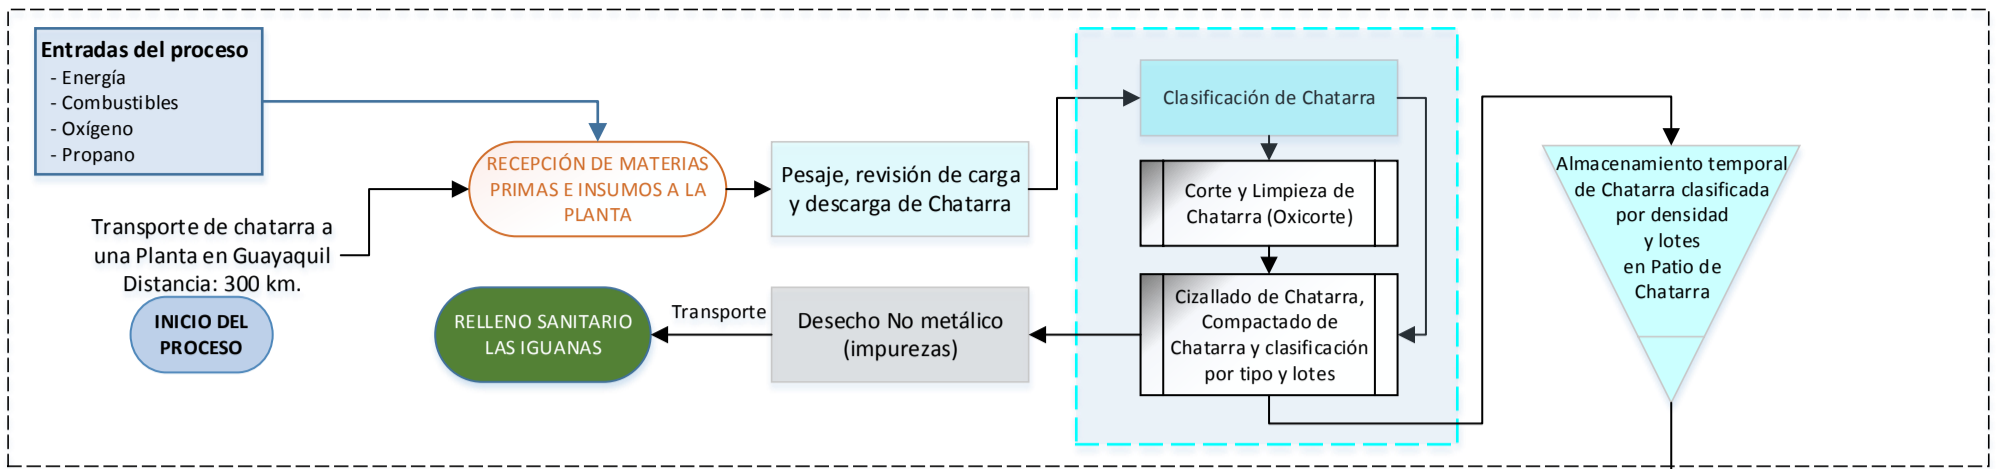 Entradas del proceso
- Energía
- Combustibles
- Oxígeno
- Propano
Transporte de chatarra a
una Planta en Guayaquil
Distancia: 300 km.
INICIO DEL
PROCESO
RECEPCIÓN DE MATERIAS
PRIMAS E INSUMOS A LA
PLANTA
Pesaje, revisión de carga
y descarga de Chatarra
Clasificación de Chatarra
Corte y Limpieza de
Chatarra (Oxicorte)
Cizallado de Chatarra,
Compactado de
Chatarra y clasificación
por tipo y lotes
Desecho No metálico
(impurezas)
Transporte
RELLENO SANITARIO
LAS IGUANAS
Almacenamiento temporal
de Chatarra clasificada
por densidad
y lotes
en Patio de
Chatarra